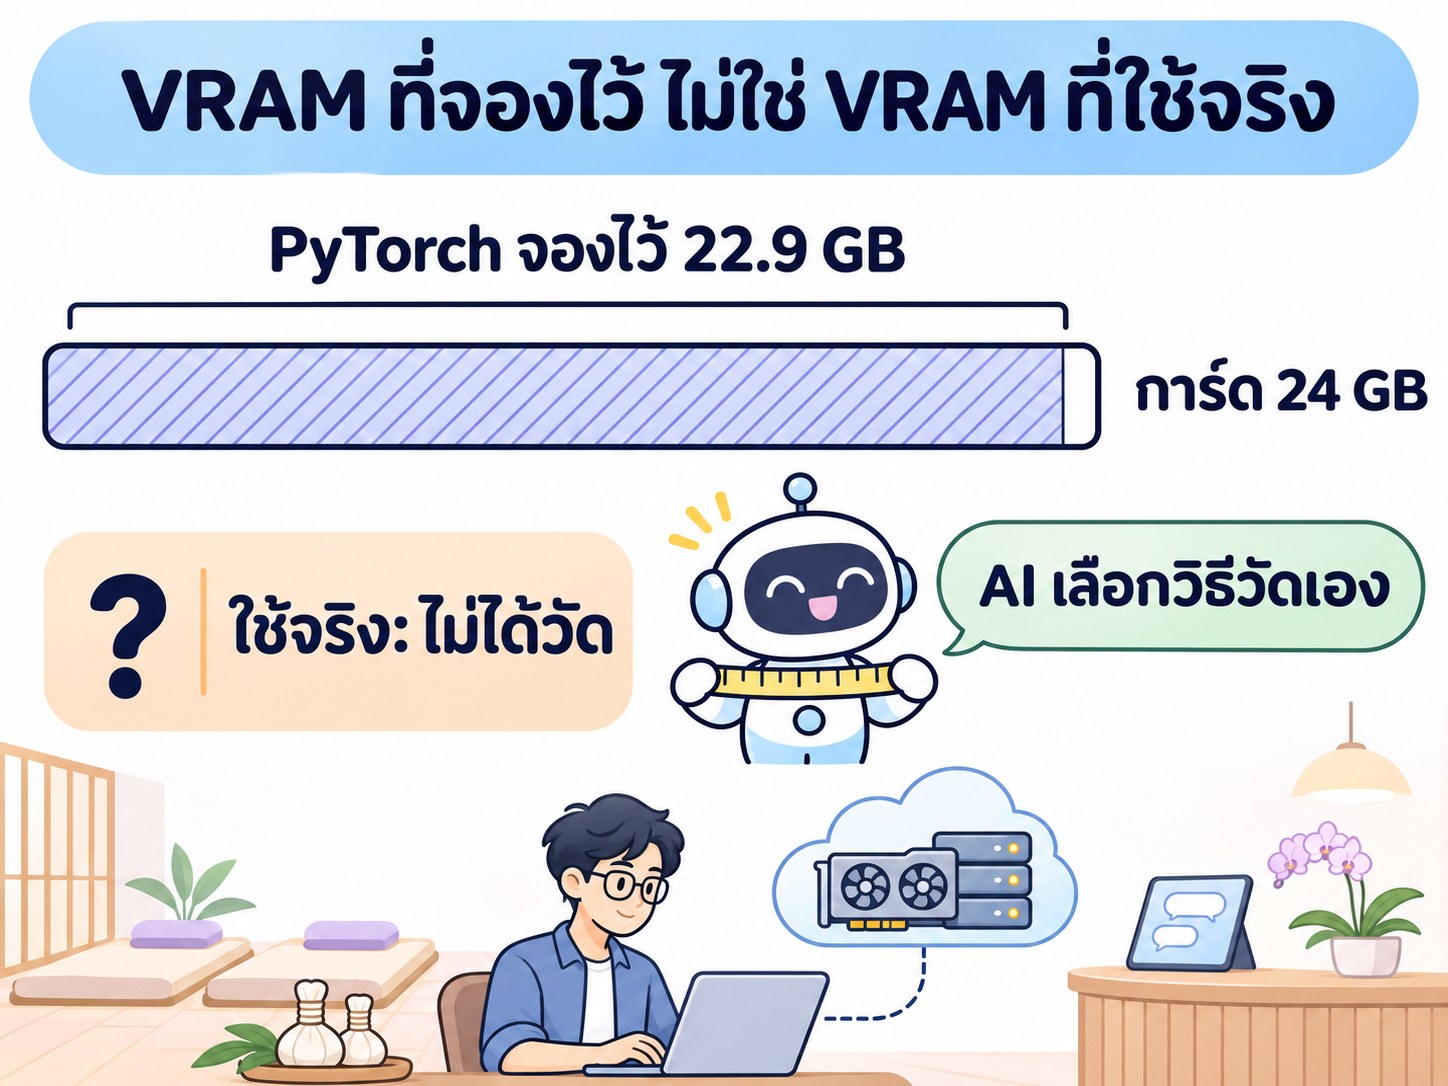 VRAM ที่จองไว้ ไม่ใช่ VRAM ที่ใช้จริง
PyTorch จองไว้ 22.9 GB
การ์ด 24 GB
?
ใช้จริง: ไม่ได้วัด
AI เลือกวิธีวัดเอง